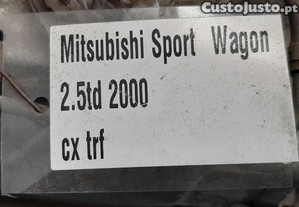 Custojusto.pt
Mitsubishi Sport Wagon
2.5td 2000
cx trf